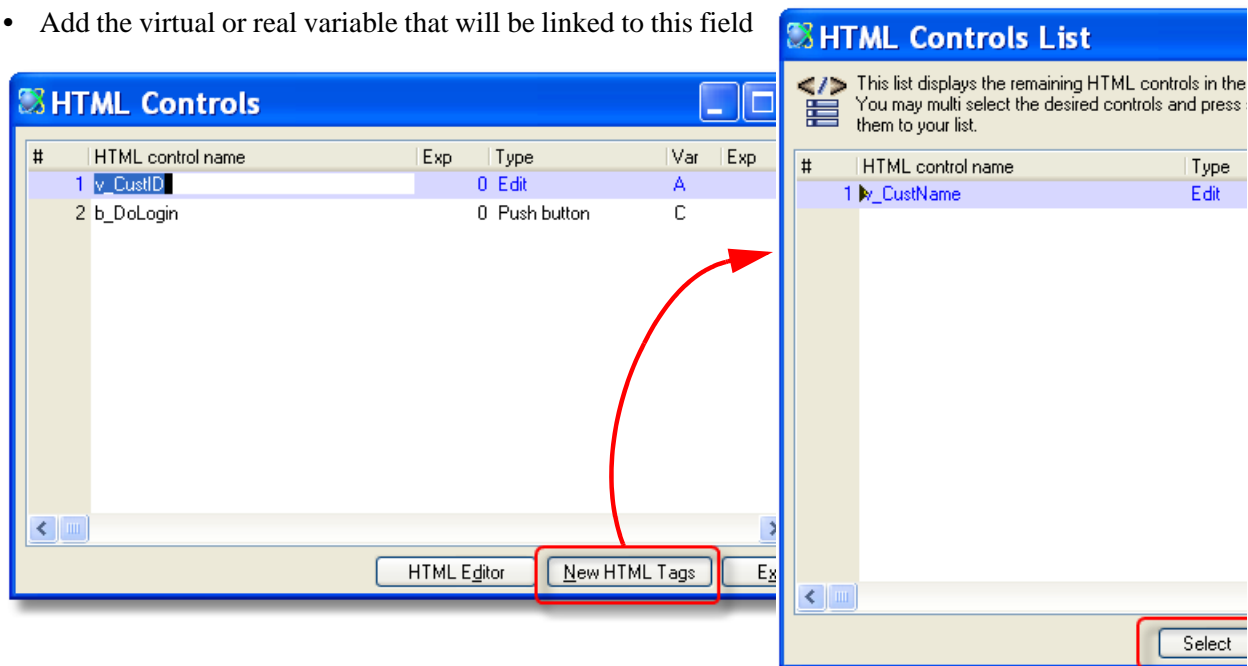 • Add the virtual or real variable that will be linked to this field
HTML Controls
# HTML control name Exp Type Var Exp
1 v_CustID 0 Edit A
2 b_DoLogin 0 Push button C
HTML Editor New HTML Tags
HTML Controls List
</>
This list displays the remaining HTML controls in the
You may multi select the desired controls and press
them to your list.
# HTML control name Type
1 v_CustName Edit
Select